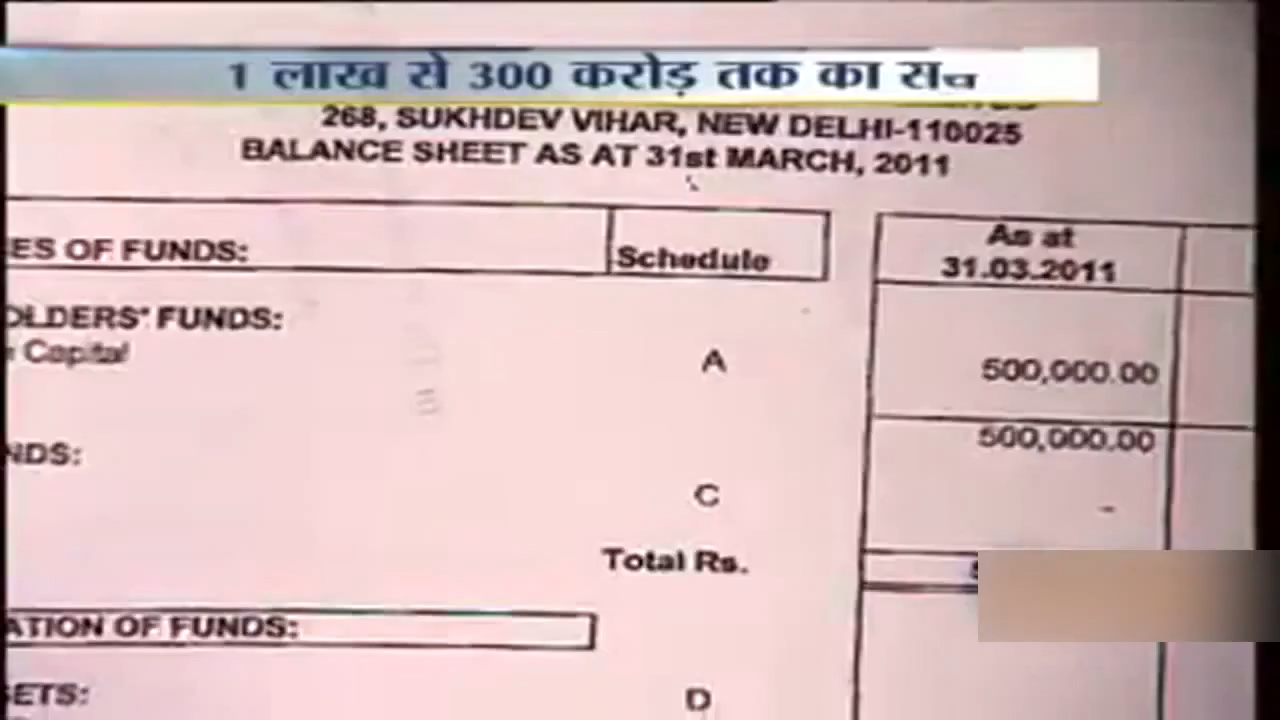 1 लाख से 300 करोड़ तक का
268, SUKHDEV VIHAR, NEW DELHI-110025
BALANCE SHEET AS AT 31st MARCH, 2011
ES OF FUNDS:
Schedule
As at
31.03.2011
OLDERS' FUNDS:
Capital
A
500,000.00
500,000.00
NDS:
C
-
Total Rs.
ATION OF FUNDS:
SETS:
D